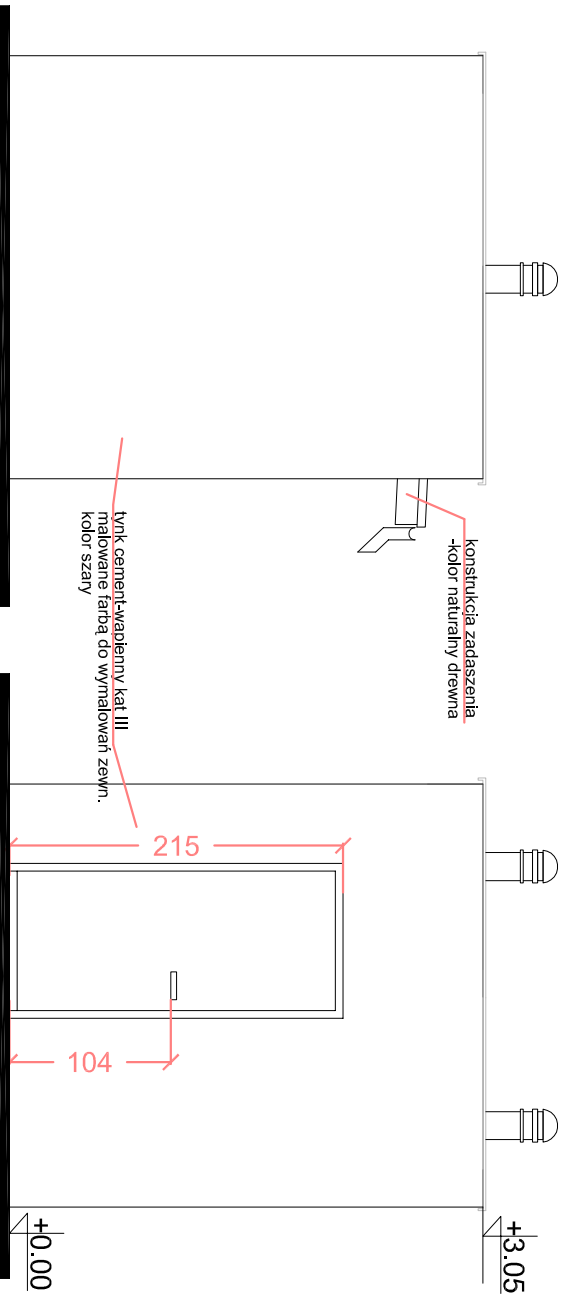 konstrukcja zadaszenia
-kolor naturalny drewna
tynk cement-wapienny kat III
malowane farbą do wymalowań zewn.
kolor szary
215
104
+3.05
+0.00